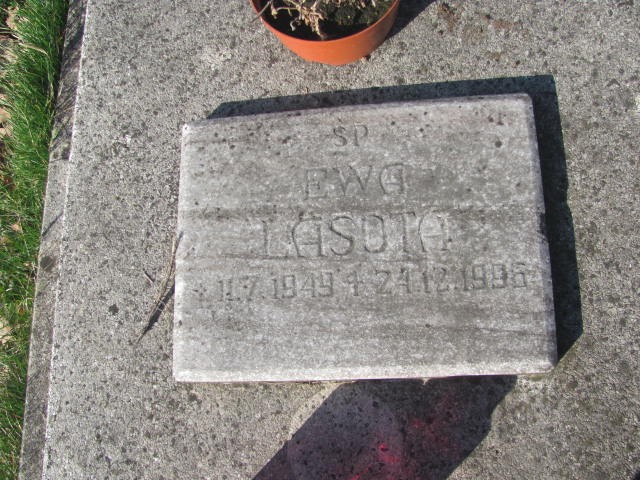 SP
EWA
LASOTA
* 11.7 1949 + 24.12.1996